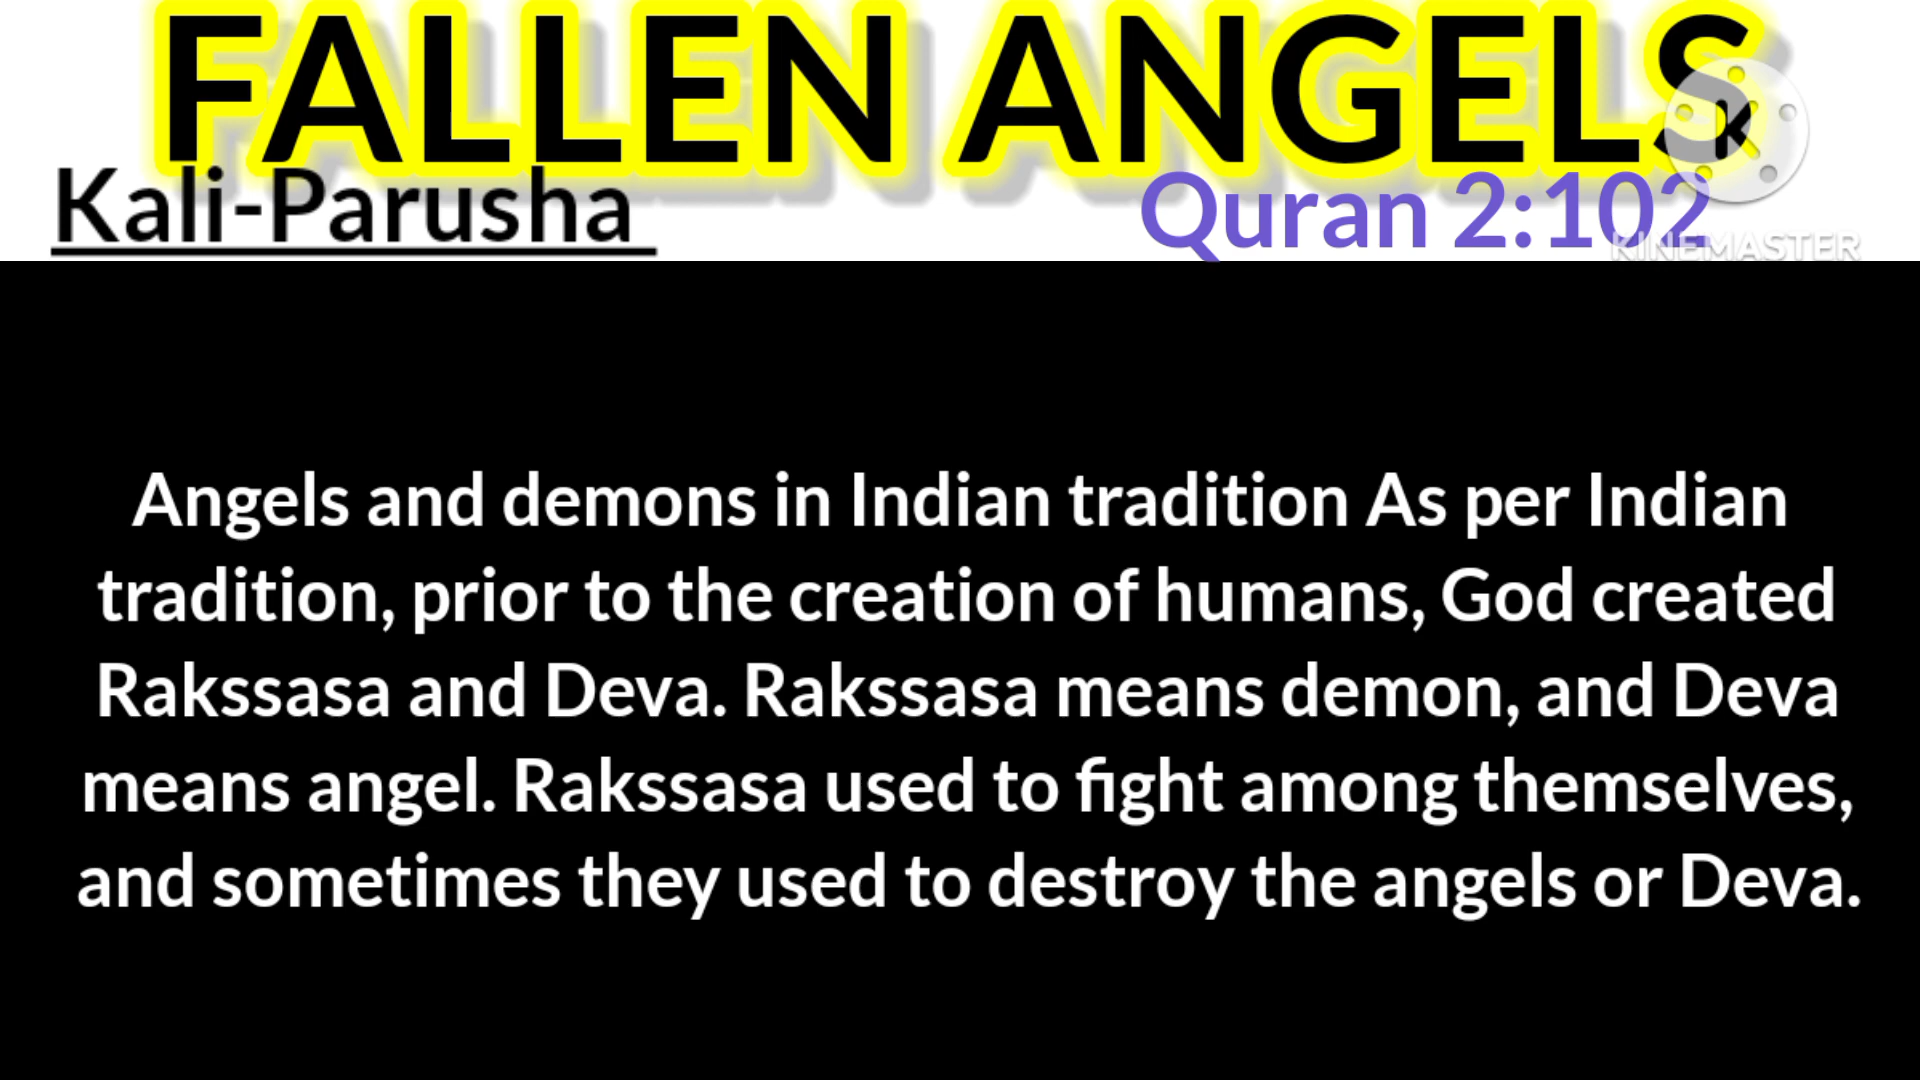 FALLEN ANGELS
Kali-Parusha
Quran 2:102
KINEMASTER
Angels and demons in Indian tradition As per Indian
tradition, prior to the creation of humans, God created
Rakssasa and Deva. Rakssasa means demon, and Deva
means angel. Rakssasa used to fight among themselves,
and sometimes they used to destroy the angels or Deva.